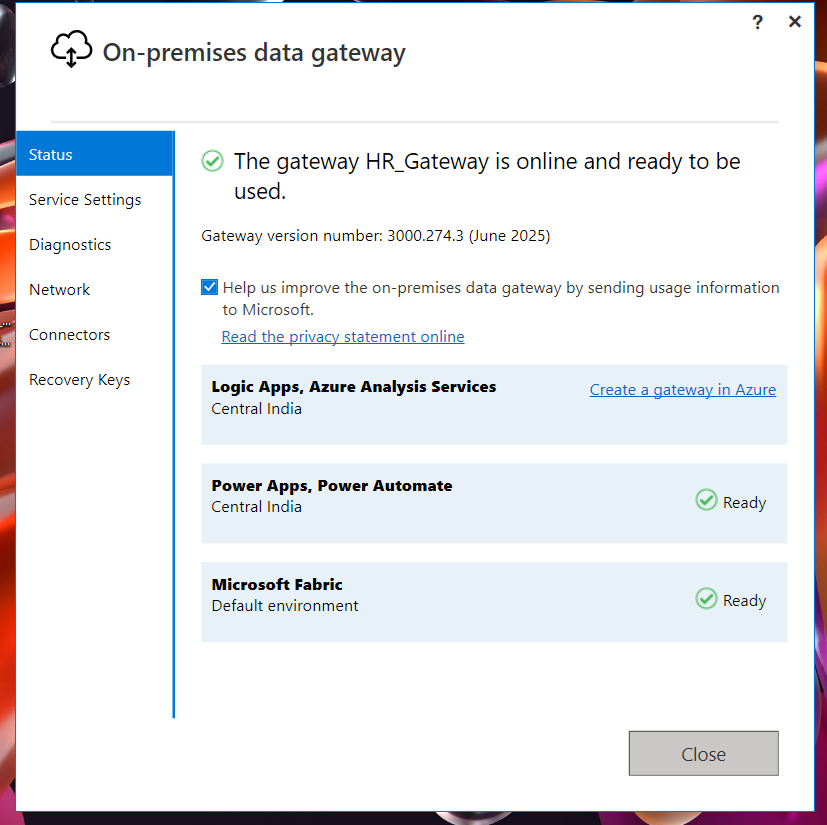 ?
On-premises data gateway
Status
Service Settings
Diagnostics
Network
Connectors
Recovery Keys
The gateway HR_Gateway is online and ready to be
used.
Gateway version number: 3000.274.3 (June 2025)
Help us improve the on-premises data gateway by sending usage information
to Microsoft.
Read the privacy statement online
Logic Apps, Azure Analysis Services
Create a gateway in Azure
Central India
Power Apps, Power Automate
Central India
Ready
Microsoft Fabric
Default environment
Ready
Close